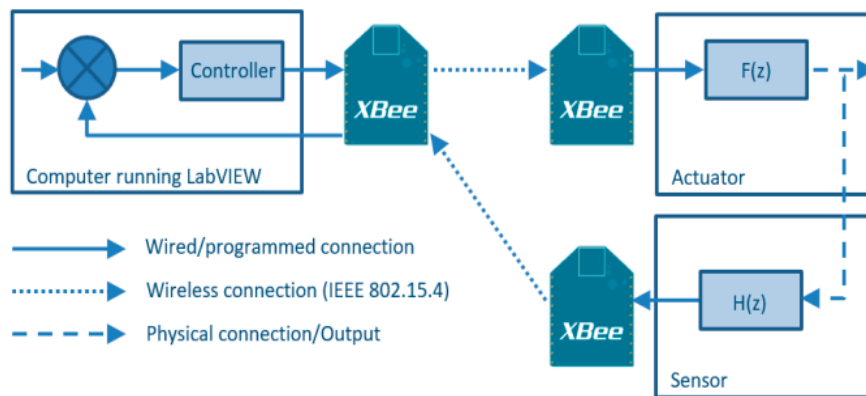 Controller
XBee
XBee
F(z)
Computer running LabVIEW
Actuator
Wired/programmed connection
Wireless connection (IEEE 802.15.4)
Physical connection/Output
XBee
H(z)
Sensor